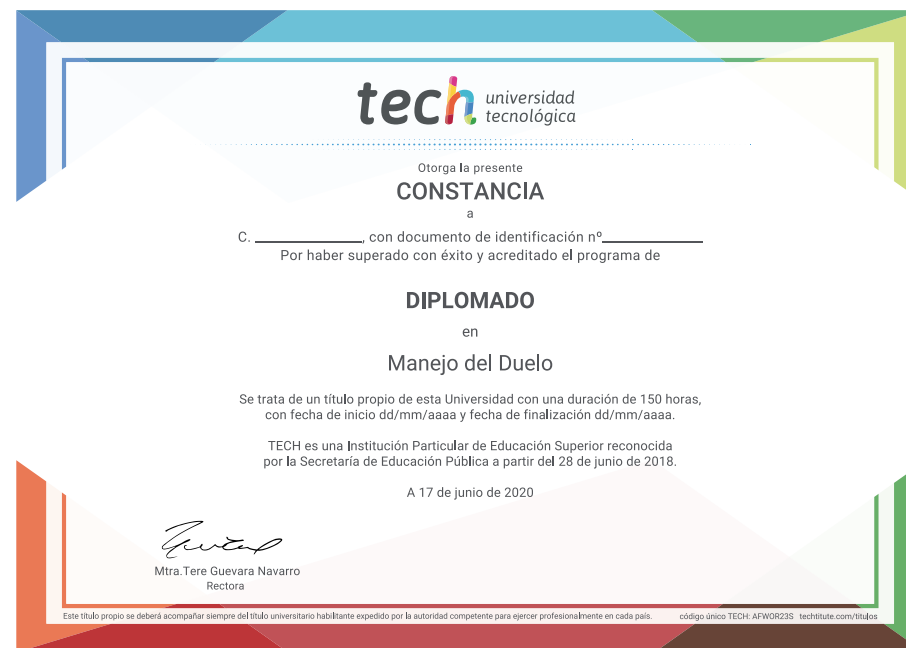 tech universidad
tecnológica
Otorga la presente
CONSTANCIA
a
C. ______________, con documento de identificación nº_____________
Por haber superado con éxito y acreditado el programa de
DIPLOMADO
en
Manejo del Duelo
Se trata de un título propio de esta Universidad con una duración de 150 horas,
con fecha de inicio dd/mm/aaaa y fecha de finalización dd/mm/aaaa.
TECH es una Institución Particular de Educación Superior reconocida
por la Secretaría de Educación Pública a partir del 28 de junio de 2018.
A 17 de junio de 2020
Mtra.Tere Guevara Navarro
Rectora
Este título propio se deberá acompañar siempre del título universitario habilitante expedido por la autoridad competente para ejercer profesionalmente en cada país. código único TECH: AFWOR23S techtitute.com/titulos